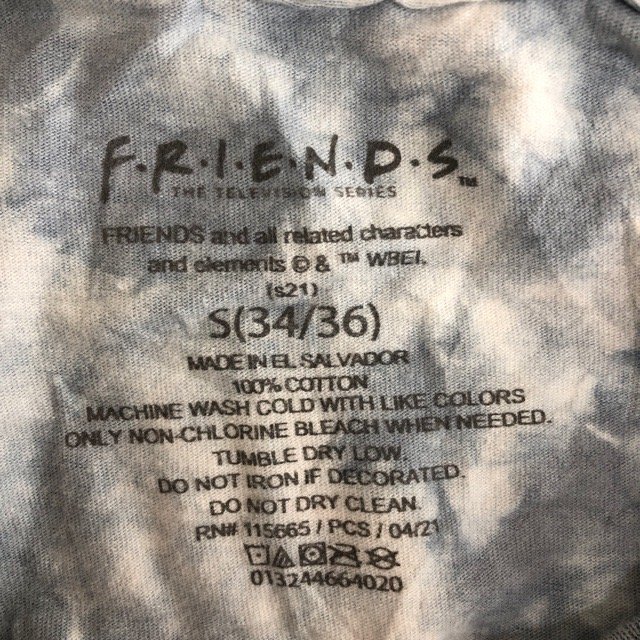 F·R·I·E·N·D·S™
THE TELEVISION SERIES
FRIENDS and all related characters
and elements © & ™ WBEI.
(s21)
S(34/36)
MADE IN EL SALVADOR
100% COTTON
MACHINE WASH COLD WITH LIKE COLORS
ONLY NON-CHLORINE BLEACH WHEN NEEDED.
TUMBLE DRY LOW.
DO NOT IRON IF DECORATED.
DO NOT DRY CLEAN.
RN# 115665 / PCS / 04/21
013244664020